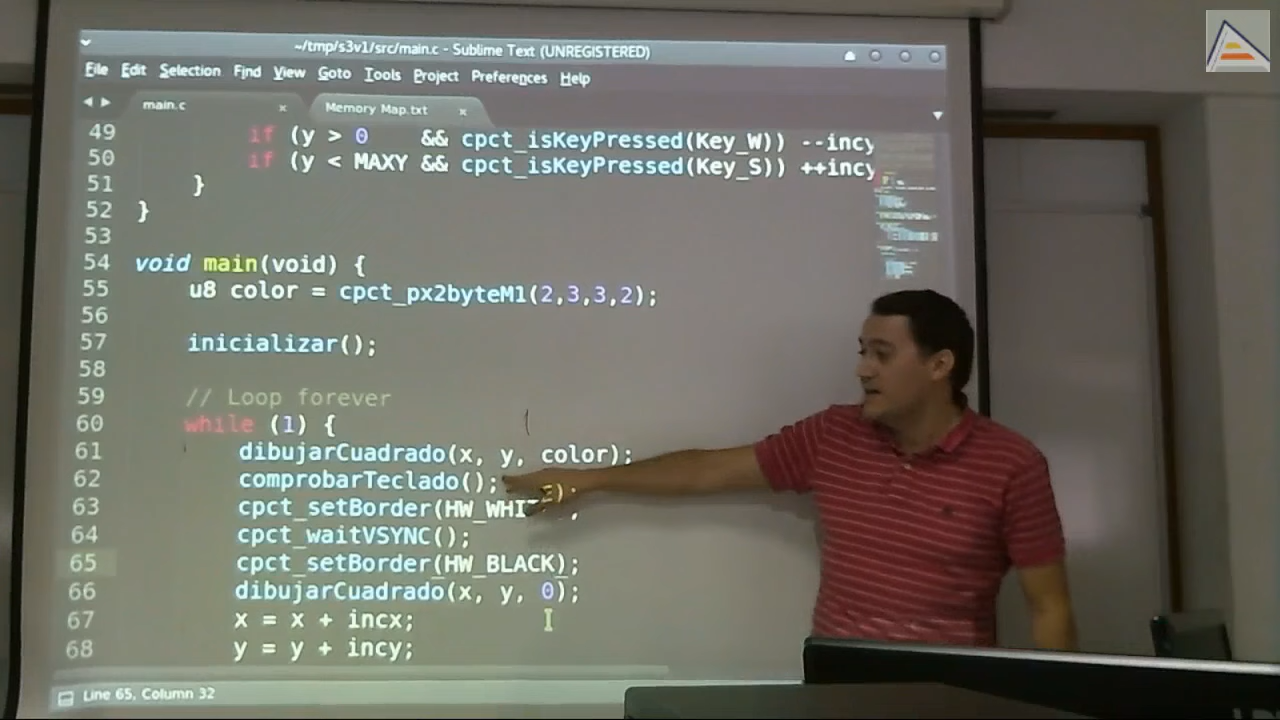 ~/tmp/s3v1/src/main.c - Sublime Text (UNREGISTERED)
File Edit Selection Find View Goto Tools Project Preferences Help
main.c × Memory Map.txt ×
49 if (y > 0 && cpct_isKeyPressed(Key_W)) --incy
50 if (y < MAXY && cpct_isKeyPressed(Key_S)) ++incy
51 }
52 }
53
54 void main(void) {
55 u8 color = cpct_px2byteM1(2,3,3,2);
56
57 inicializar();
58
59 // Loop forever
60 while (1) {
61 dibujarCuadrado(x, y, color);
62 comprobarTeclado();
63 cpct_setBorder(HW_WHI
64 cpct_waitVSYNC();
65 cpct_setBorder(HW_BLACK);
66 dibujarCuadrado(x, y, 0);
67 x = x + incx;
68 y = y + incy;
Line 65, Column 32